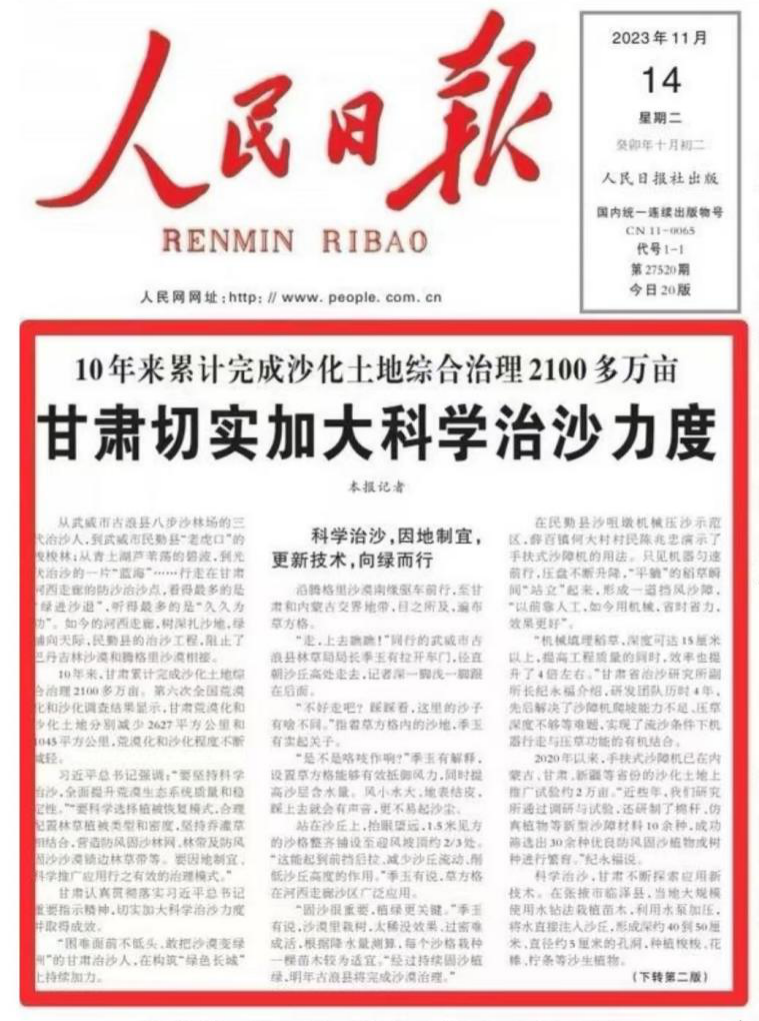 人民日报
RENMIN RIBAO
人民网网址:http://www.people.com.cn
2023年11月
14
星期二
癸卯年十月初二
人民日报社出版
国内统一连续出版物号
CN 11-0065
代号1-1
第27520期
今日20版
10年来累计完成沙化土地综合治理2100多万亩
甘肃切实加大科学治沙力度
本报记者
从武威市古浪县八步沙林场的三
代治沙人,到武威市民勤县“老虎口”的
梭梭林;从青土湖芦苇荡的碧波,到光
伏治沙的一片“蓝海”……行走在甘肃
河西走廊的防沙治沙点,看得最多的是
“绿进沙退”,听得最多的是“久久为
功”。如今的河西走廊,树深扎沙地,绿
铺向天际,民勤县的治沙工程,阻止了
巴丹吉林沙漠和腾格里沙漠相接。
10年来,甘肃累计完成沙化土地综
合治理2100多万亩。第六次全国荒漠
化和沙化调查结果显示,甘肃荒漠化和
沙化土地分别减少2627平方公里和
1045平方公里,荒漠化和沙化程度不断
减轻。
习近平总书记强调:“要坚持科学
治沙,全面提升荒漠生态系统质量和稳
定性。”“要科学选择植被恢复模式,合理
配置林草植被类型和密度,坚持乔灌草
相结合,营造防风固沙林网、林带及防风
固沙沙漠锁边林草带等。要因地制宜、
科学推广应用行之有效的治理模式。”
甘肃认真贯彻落实习近平总书记
重要指示精神,切实加大科学治沙力度
并取得成效。
“困难面前不低头、敢把沙漠变绿
洲”的甘肃治沙人,在构筑“绿色长城”
上持续加力。
科学治沙,因地制宜,
更新技术,向绿而行
沿腾格里沙漠南缘驱车前行,至甘
肃和内蒙古交界地带,目之所及,遍布
草方格。
“走,上去瞧瞧!”同行的武威市古
浪县林草局局长季玉有拉开车门,径直
朝沙丘高处走去,记者深一脚浅一脚跟
在后面。
“不好走吧?踩踩看,这里的沙子
有啥不同。”指着草方格内的沙地,季玉
有卖起关子。
“是不是咯吱作响?”季玉有解释,
设置草方格能够有效抵御风力,同时提
高沙层含水量。风小水大,地表结皮,
踩上去就会有声音,更不易起沙尘。
站在沙丘上,抬眼望远,1.5米见方
的沙格整齐铺设至迎风坡顶约2/3处。
“这能起到前挡后拉、减少沙丘流动、削
低沙丘高度的作用。”季玉有说,草方格
在河西走廊沙区广泛应用。
“固沙很重要,植绿更关键。”季玉
有说,沙漠里栽树,太稀没效果、过密难
成活,根据降水量测算,每个沙格栽种
一棵苗木较为适宜。“经过持续固沙植
绿,明年古浪县将完成沙漠治理。”
在民勤县沙咀墩机械压沙示范
区,薛百镇何大村村民陈兆忠演示了
手扶式沙障机的用法。只见机器匀速
前行,压盘不断升降,“平躺”的稻草瞬
间“站立”起来,形成一道挡风沙障,
“以前靠人工,如今用机械,省时省力,
效果更好”。
“机械填埋稻草,深度可达15厘米
以上,提高工程质量的同时,效率也提
升了4倍左右。”甘肃省治沙研究所副
所长纪永福介绍,研发团队历时4年,
先后解决了沙障机爬坡能力不足、压草
深度不够等难题,实现了流沙条件下机
器行走与压草功能的有机结合。
2020年以来,手扶式沙障机已在内
蒙古、甘肃、新疆等省份的沙化土地上
推广试验约2万亩。“近些年,我们研究
所通过调研与试验,还研制了棉秆、仿
真植物等新型沙障材料10余种,成功
筛选出30余种优良防风固沙植物或树
种进行繁育。”纪永福说。
科学治沙,甘肃不断探索应用新
技术。在张掖市临泽县,当地大规模
使用水钻法栽植苗木,利用水泵加压,
将水直接注入沙丘,形成深约40到50厘
米、直径约5厘米的孔洞,种植梭梭、花
棒、柠条等沙生植物。
(下转第二版)